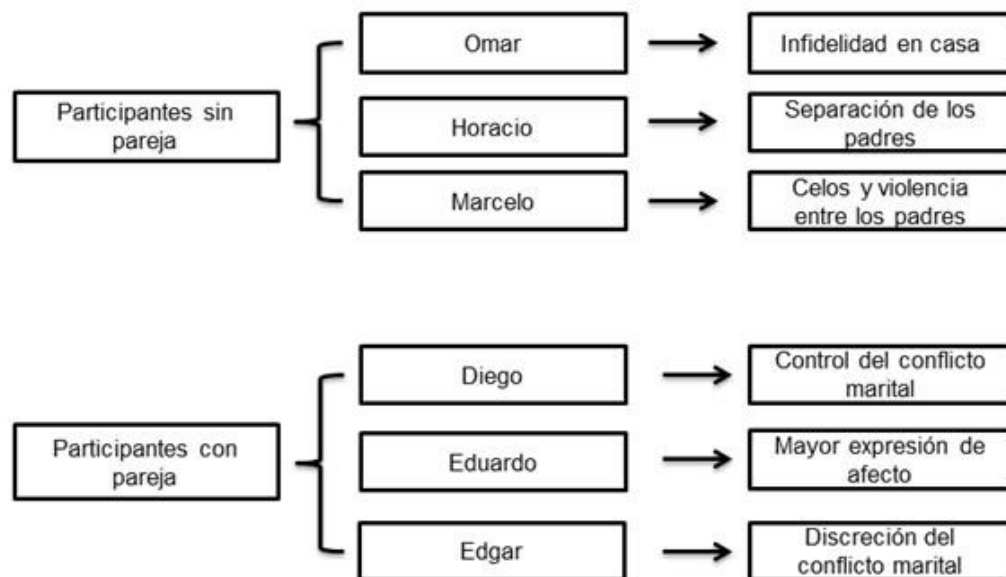 Omar
Infidelidad en casa
Participantes sin
pareja
Horacio
Separación de los
padres
Marcelo
Celos y violencia
entre los padres
Diego
Control del conflicto
marital
Participantes con
pareja
Eduardo
Mayor expresión de
afecto
Edgar
Discreción del
conflicto marital